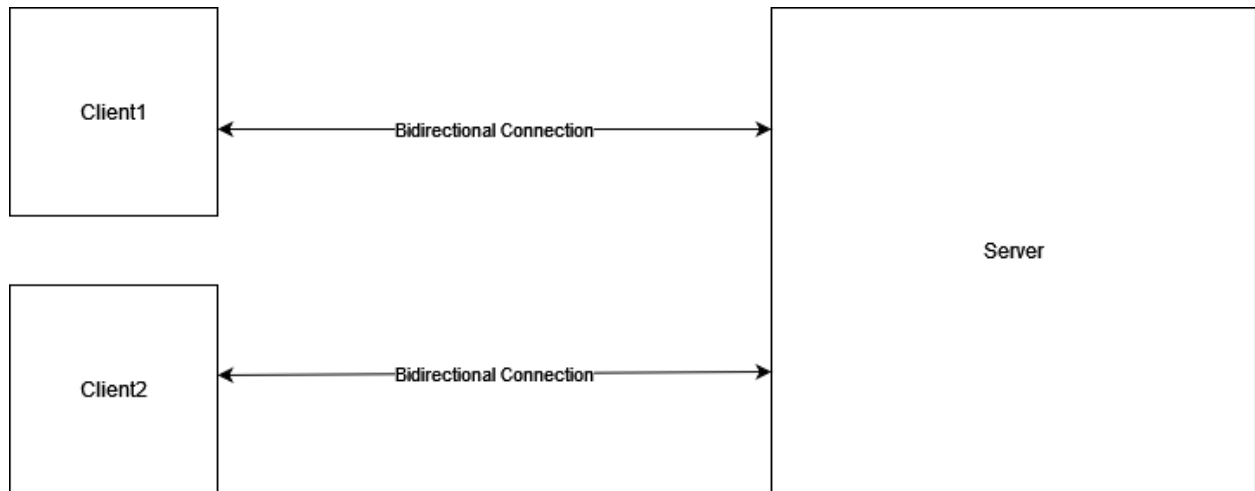 Client1
Bidirectional Connection
Server
Client2
Bidirectional Connection